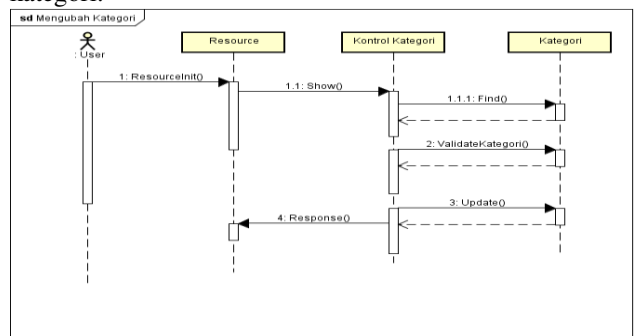 kategori.
sd Mengubah Kategori
Resource
Kontrol Kategori
Kategori
: User
1: ResourceInit()
1.1: Show()
1.1.1: Find()
2: ValidateKategori()
3: Update()
4: Response()